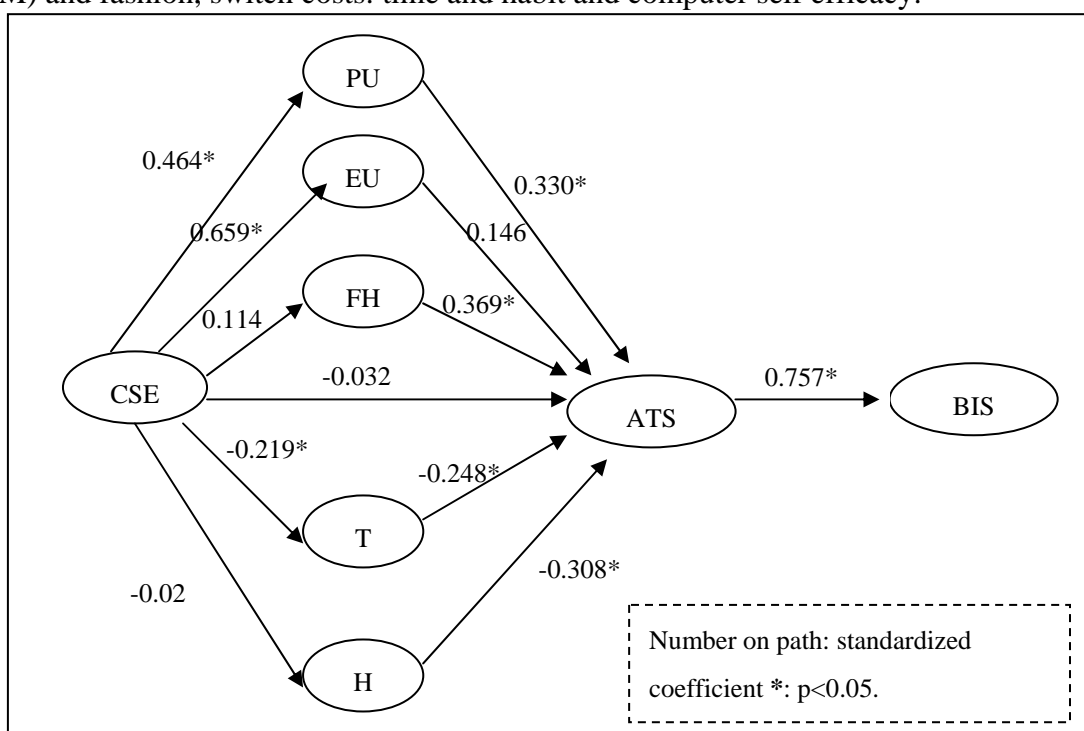 M) and fashion, switch costs: time and habit and computer self-efficacy.
PU
0.464*
EU
0.330*
0.659*
0.146
FH
0.114
0.369*
-0.032
0.757*
CSE
ATS
BIS
-0.219*
-0.248*
T
-0.308*
-0.02
H
Number on path: standardized
coefficient *: p<0.05.